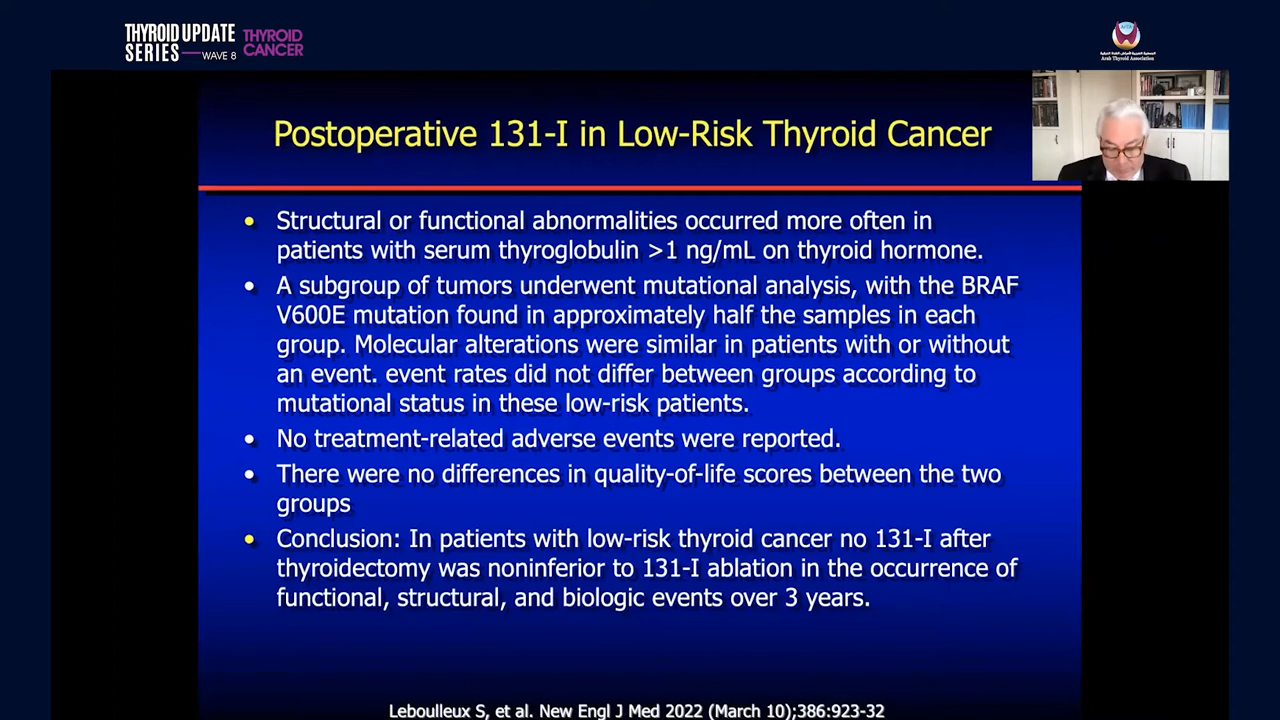 THYROID UPDATE
SERIES — WAVE 8
THYROID
CANCER
Arab Thyroid Association
Postoperative 131-I in Low-Risk Thyroid Cancer
• Structural or functional abnormalities occurred more often in
patients with serum thyroglobulin >1 ng/mL on thyroid hormone.
• A subgroup of tumors underwent mutational analysis, with the BRAF
V600E mutation found in approximately half the samples in each
group. Molecular alterations were similar in patients with or without
an event. event rates did not differ between groups according to
mutational status in these low-risk patients.
• No treatment-related adverse events were reported.
• There were no differences in quality-of-life scores between the two
groups
• Conclusion: In patients with low-risk thyroid cancer no 131-I after
thyroidectomy was noninferior to 131-I ablation in the occurrence of
functional, structural, and biologic events over 3 years.
Leboulleux S, et al. New Engl J Med 2022 (March 10);386:923-32